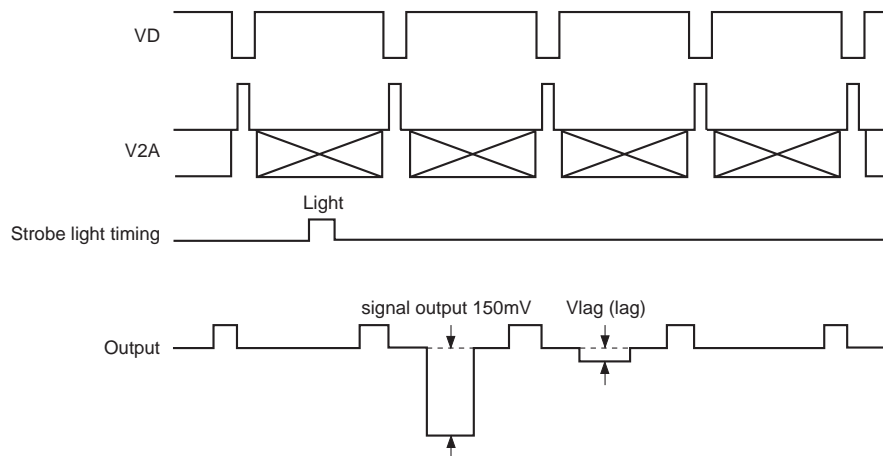 VD
V2A
Light
Strobe light timing
signal output 150mV
Vlag (lag)
Output